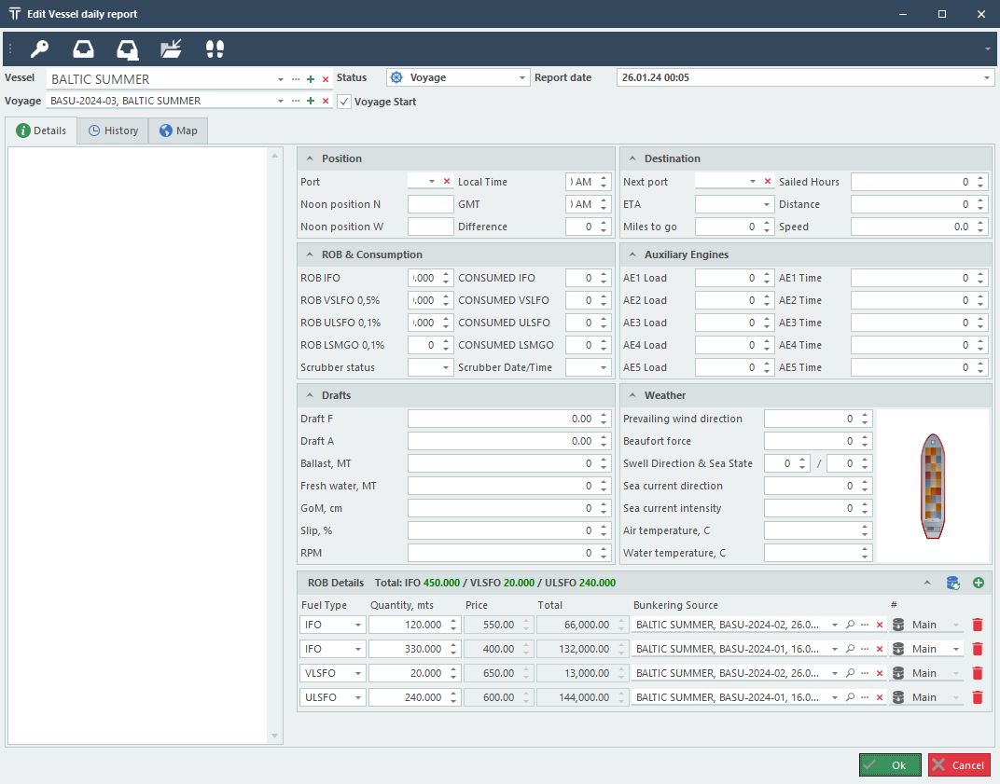 Edit Vessel daily report
Vessel BALTIC SUMMER Status Voyage Report date 26.01.24 00:05
Voyage BASU-2024-03, BALTIC SUMMER Voyage Start
Details History Map
Position
Port Local Time AM
Noon position N GMT AM
Noon position W Difference 0
Destination
Next port Sailed Hours 0
ETA Distance 0
Miles to go 0 Speed 0.0
ROB & Consumption
ROB IFO .000 CONSUMED IFO 0
ROB VSLFO 0,5% .000 CONSUMED VSLFO 0
ROB ULSFO 0,1% .000 CONSUMED ULSFO 0
ROB LSMGO 0,1% 0 CONSUMED LSMGO 0
Scrubber status Scrubber Date/Time
Auxiliary Engines
AE1 Load 0 AE1 Time 0
AE2 Load 0 AE2 Time 0
AE3 Load 0 AE3 Time 0
AE4 Load 0 AE4 Time 0
AE5 Load 0 AE5 Time 0
Drafts
Draft F 0.00
Draft A 0.00
Ballast, MT 0
Fresh water, MT 0
GoM, cm 0
Slip, % 0
RPM 0
Weather
Prevailing wind direction 0
Beaufort force 0
Swell Direction & Sea State 0 / 0
Sea current direction 0
Sea current intensity 0
Air temperature, C
Water temperature, C
ROB Details Total: IFO 450.000 / VLSFO 20.000 / ULSFO 240.000
Fuel Type Quantity, mts Price Total Bunkering Source #
IFO 120.000 550.00 66,000.00 BALTIC SUMMER, BASU-2024-02, 26.0... Main
IFO 330.000 400.00 132,000.00 BALTIC SUMMER, BASU-2024-01, 16.0... Main
VLSFO 20.000 650.00 13,000.00 BALTIC SUMMER, BASU-2024-02, 26.0... Main
ULSFO 240.000 600.00 144,000.00 BALTIC SUMMER, BASU-2024-01, 16.0... Main
Ok Cancel